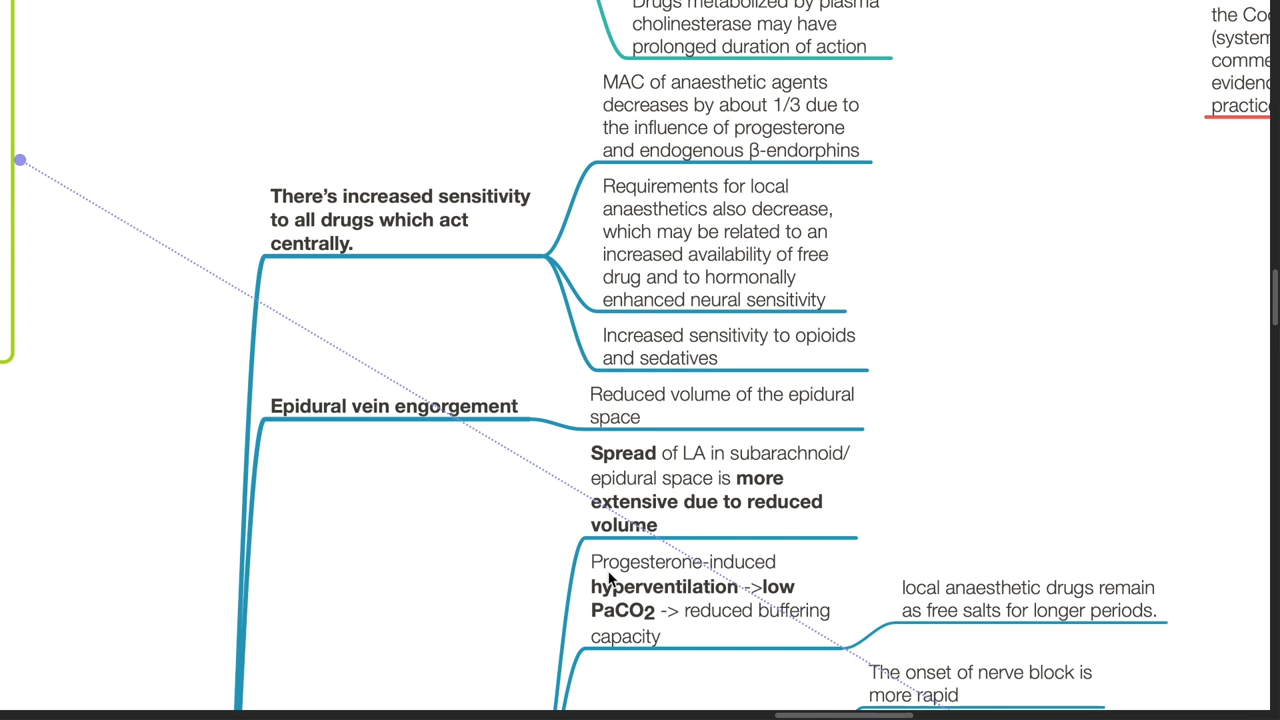 Drugs metabolized by plasma
cholinesterase may have
prolonged duration of action
the
(system
practic
MAC of anaesthetic agents
decreases by about 1/3 due to
the influence of progesterone
and endogenous β-endorphins
There’s increased sensitivity
to all drugs which act
centrally.
Requirements for local
anaesthetics also decrease,
which may be related to an
increased availability of free
drug and to hormonally
enhanced neural sensitivity
Increased sensitivity to opioids
and sedatives
Epidural vein engorgement
Reduced volume of the epidural
space
Spread of LA in subarachnoid/
epidural space is more
extensive due to reduced
volume
Progesterone-induced
hyperventilation ->low
PaCO2 -> reduced buffering
capacity
local anaesthetic drugs remain
as free salts for longer periods.
The onset of nerve block is
more rapid